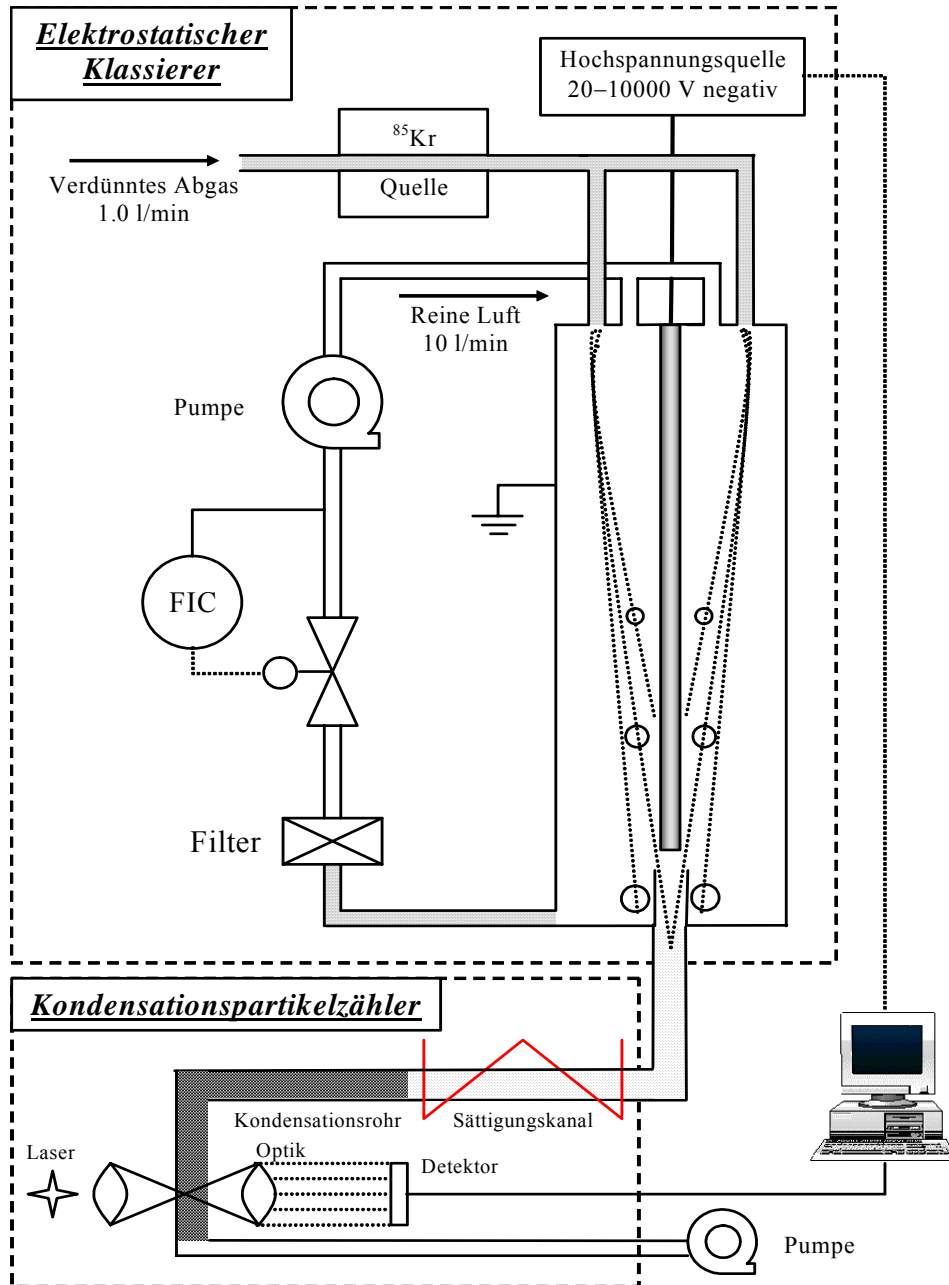 Elektrostatischer
Klassierer
Hochspannungsquelle
20–10000 V negativ
⁸⁵Kr
Quelle
Verdünntes Abgas
1.0 l/min
Reine Luft
10 l/min
Pumpe
FIC
Filter
Kondensationspartikelzähler
Kondensationsrohr
Sättigungskanal
Laser
Optik
Detektor
Pumpe